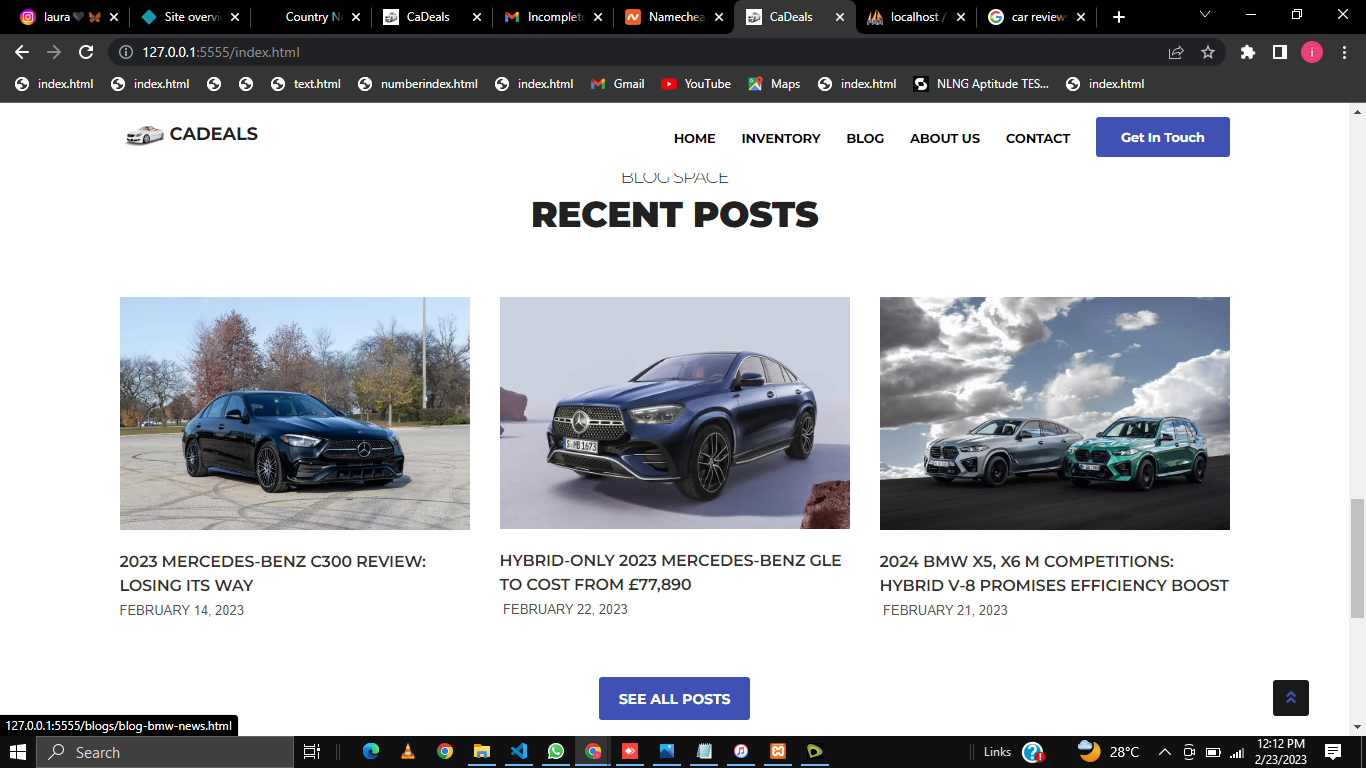 laura🖤🦋
Site overvi
Country N
CaDeals
Incomplete
Namechea
CaDeals
localhost /
car review
127.0.0.1:5555/index.html
i
index.html
index.html
text.html
numberindex.html
index.html
Gmail
YouTube
Maps
index.html
NLNG Aptitude TES...
index.html
CADEALS
HOME
INVENTORY
BLOG
ABOUT US
CONTACT
Get In Touch
BLOG SPACE
RECENT POSTS
2023 MERCEDES-BENZ C300 REVIEW:
LOSING ITS WAY
FEBRUARY 14, 2023
S·MB 1673
HYBRID-ONLY 2023 MERCEDES-BENZ GLE
TO COST FROM £77,890
FEBRUARY 22, 2023
2024 BMW X5, X6 M COMPETITIONS:
HYBRID V-8 PROMISES EFFICIENCY BOOST
FEBRUARY 21, 2023
SEE ALL POSTS
127.0.0.1:5555/blogs/blog-bmw-news.html
Search
Links
28°C
12:12 PM
2/23/2023